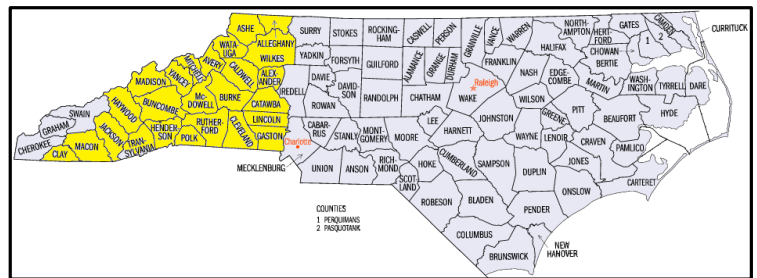 ASHE
SURRY
STOKES
ROCKING-
HAM
CASWELL
PERSON
GRANVILLE
VANCE
WARREN
NORTH-
AMPTON
HERT-
FORD
GATES
CAMDEN
CURRITUCK
WATA-
UGA
ALLEGHANY
WILKES
YADKIN
FORSYTH
GUILFORD
ALAMANCE
ORANGE
DURHAM
FRANKLIN
HALIFAX
CHOWAN
BERTIE
1
2
MITCHELL
AVERY
CALDWELL
ALEX-
ANDER
IREDELL
DAVIE
DAVID-
SON
RANDOLPH
CHATHAM
Raleigh
WAKE
NASH
EDGE-
COMBE
MARTIN
WASH-
INGTON
TYRRELL
DARE
MADISON
YANCEY
BURKE
CATAWBA
ROWAN
WILSON
PITT
BEAUFORT
HYDE
SWAIN
HAYWOOD
BUNCOMBE
Mc-
DOWELL
LINCOLN
CABAR-
RUS
STANLY
MONT-
GOMERY
MOORE
LEE
HARNETT
JOHNSTON
GREENE
WAYNE
LENOIR
CRAVEN
PAMLICO
GRAHAM
CHEROKEE
CLAY
MACON
JACKSON
TRAN-
SYLVANIA
HENDER-
SON
POLK
RUTHER-
FORD
CLEVELAND
GASTON
Charlotte
MECKLENBURG
UNION
ANSON
RICH-
MOND
SCOT-
LAND
HOKE
CUMBERLAND
SAMPSON
DUPLIN
JONES
CARTERET
ONSLOW
ROBESON
BLADEN
PENDER
COUNTIES
1 PERQUIMANS
2 PASQUOTANK
COLUMBUS
BRUNSWICK
NEW
HANOVER